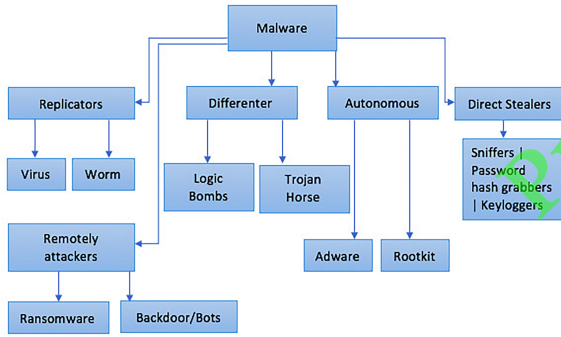 Malware
Replicators
Differenter
Autonomous
Direct Stealers
Virus
Worm
Logic
Bombs
Trojan
Horse
Sniffers |
Password
hash grabbers
| Keyloggers
Remotely
attackers
Adware
Rootkit
Ransomware
Backdoor/Bots